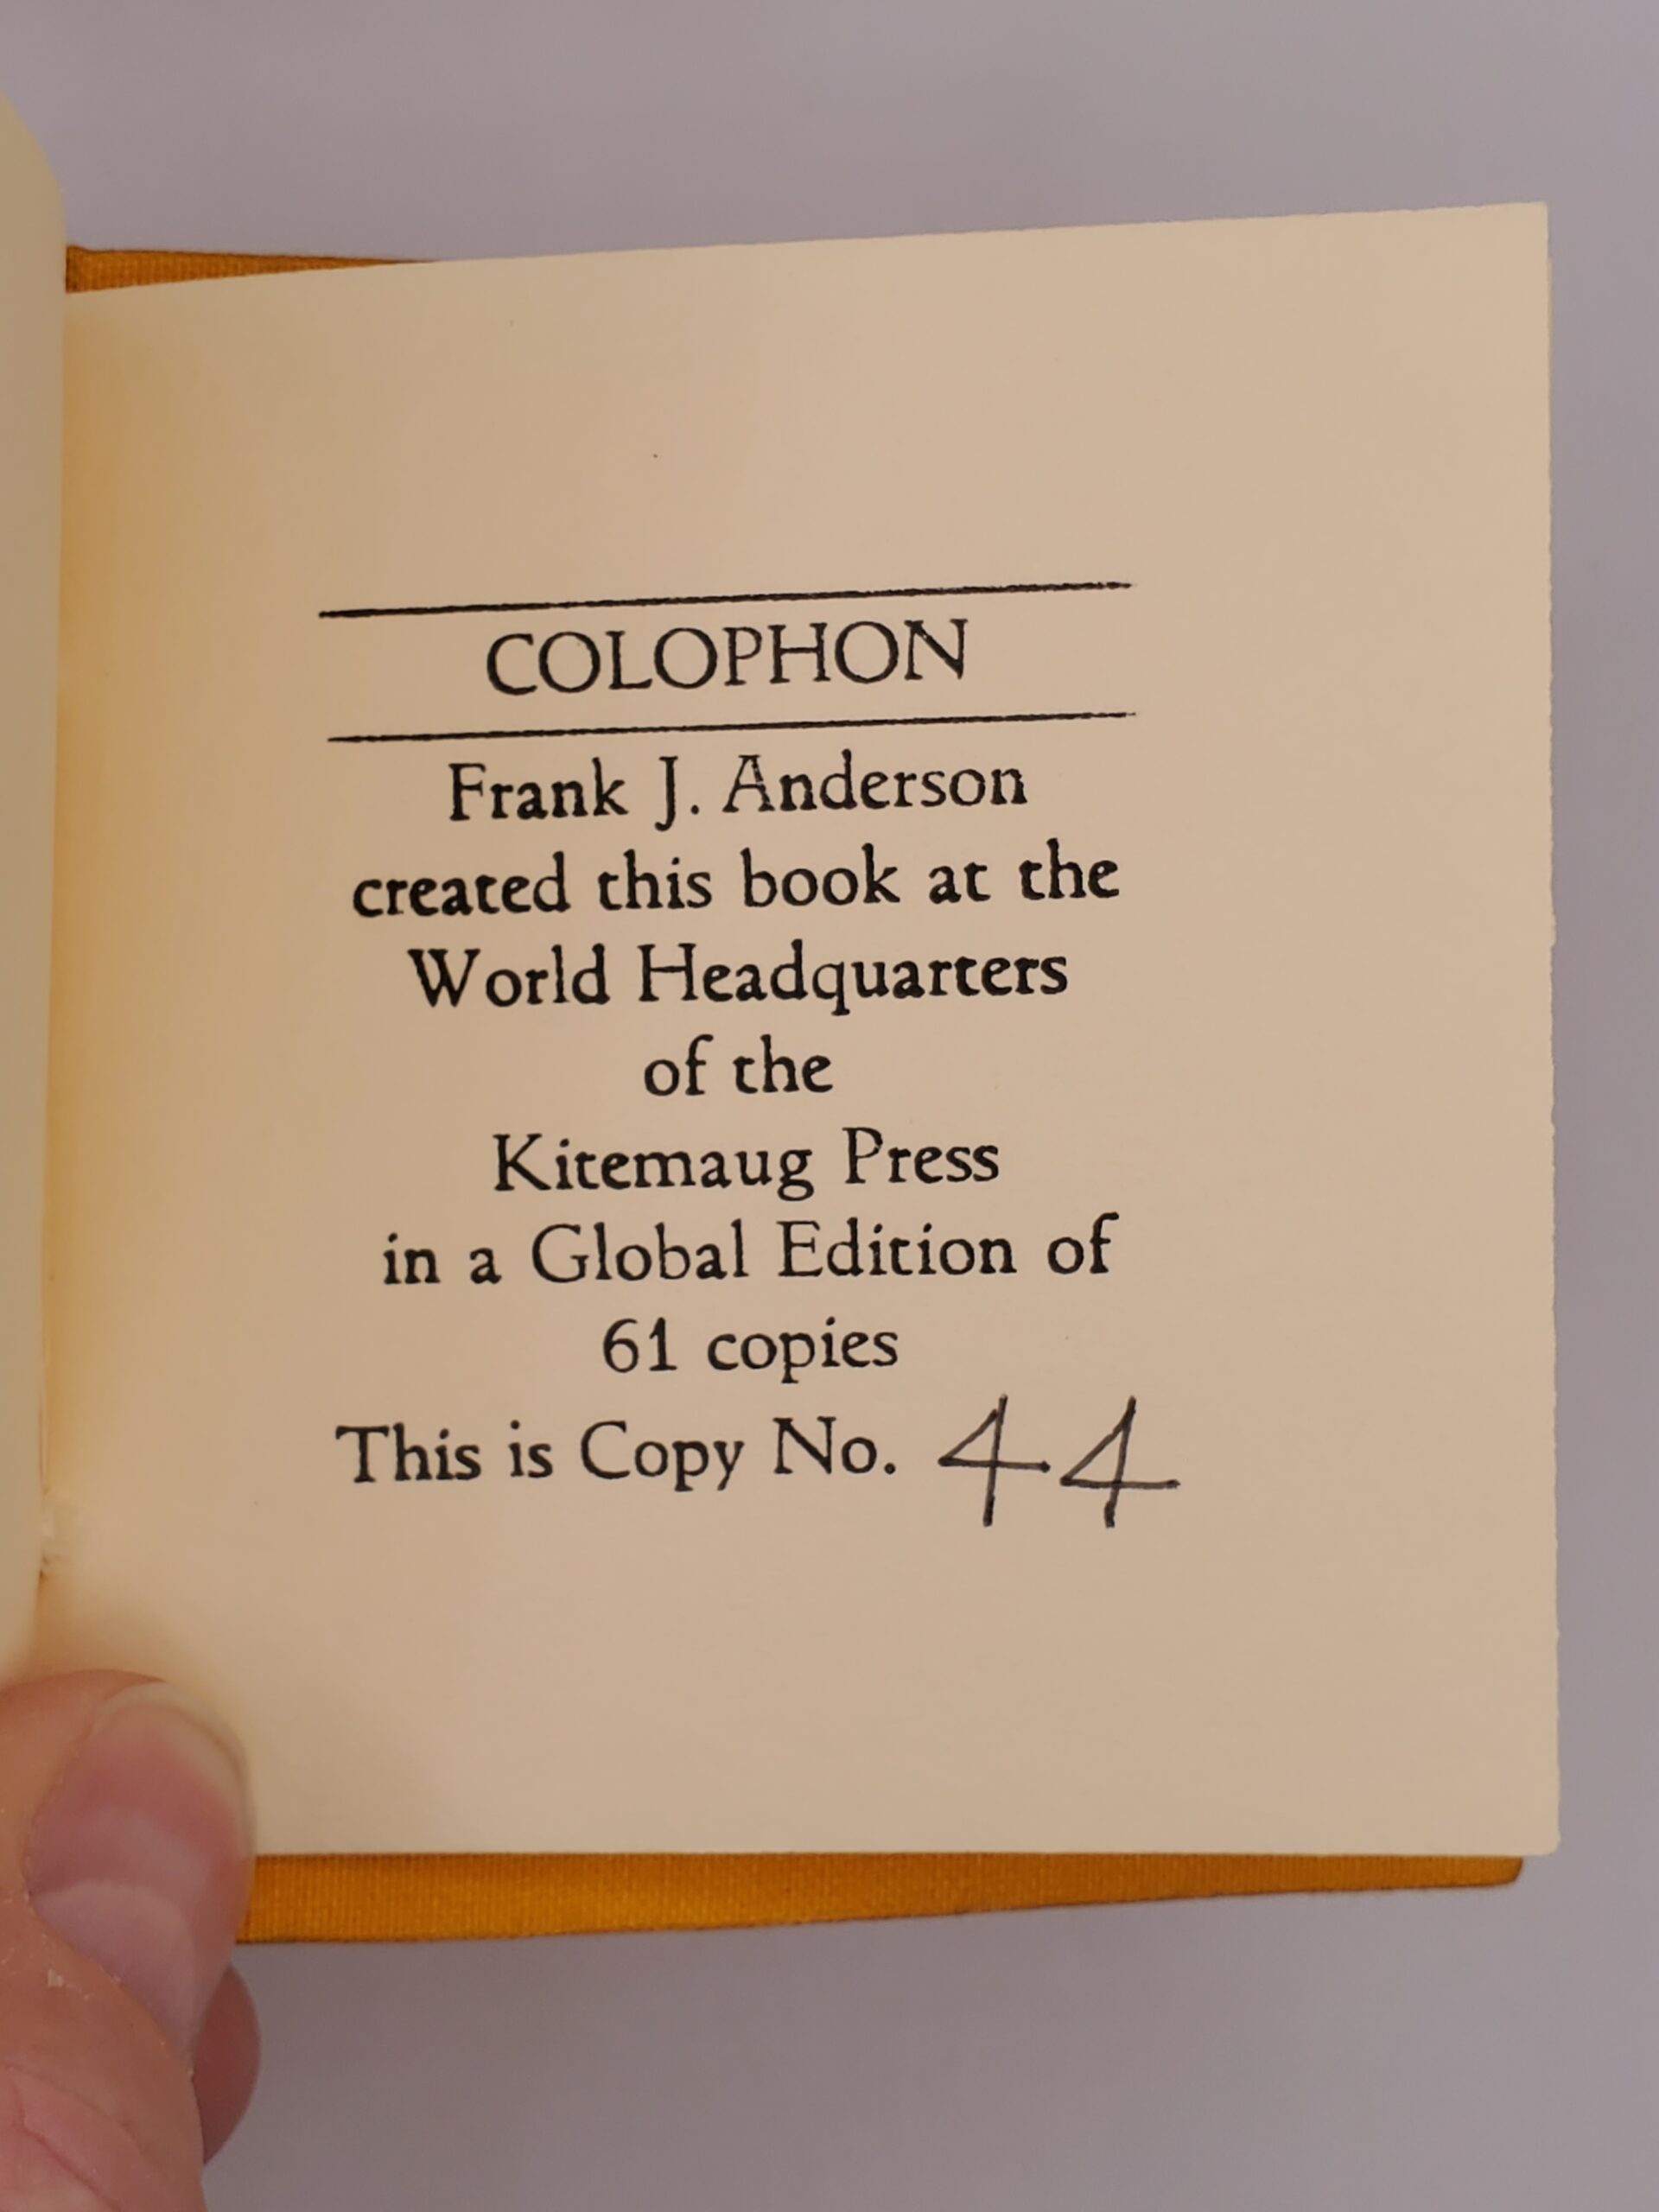 COLOPHON
Frank J. Anderson
created this book at the
World Headquarters
of the
Kitemaug Press
in a Global Edition of
61 copies
This is Copy No. 44